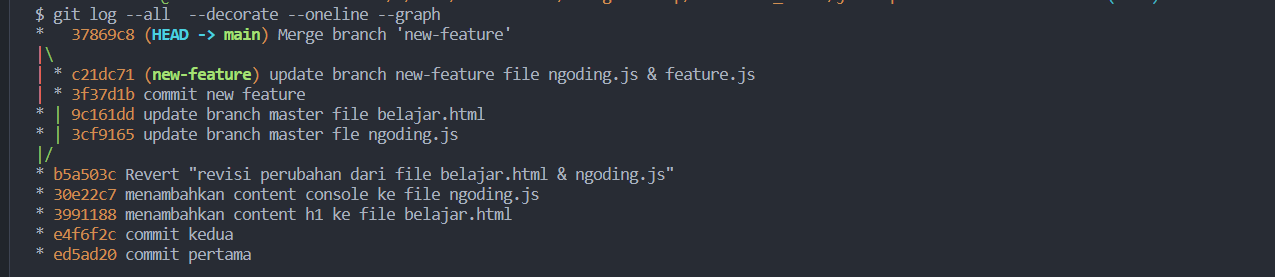 $ git log --all  --decorate --oneline --graph
*   37869c8 (HEAD -> main) Merge branch 'new-feature'
|\
| * c21dc71 (new-feature) update branch new-feature file ngoding.js & feature.js
| * 3f37d1b commit new feature
* | 9c161dd update branch master file belajar.html
* | 3cf9165 update branch master fle ngoding.js
|/
* b5a503c Revert "revisi perubahan dari file belajar.html & ngoding.js"
* 30e22c7 menambahkan content console ke file ngoding.js
* 3991188 menambahkan content h1 ke file belajar.html
* e4f6f2c commit kedua
* ed5ad20 commit pertama